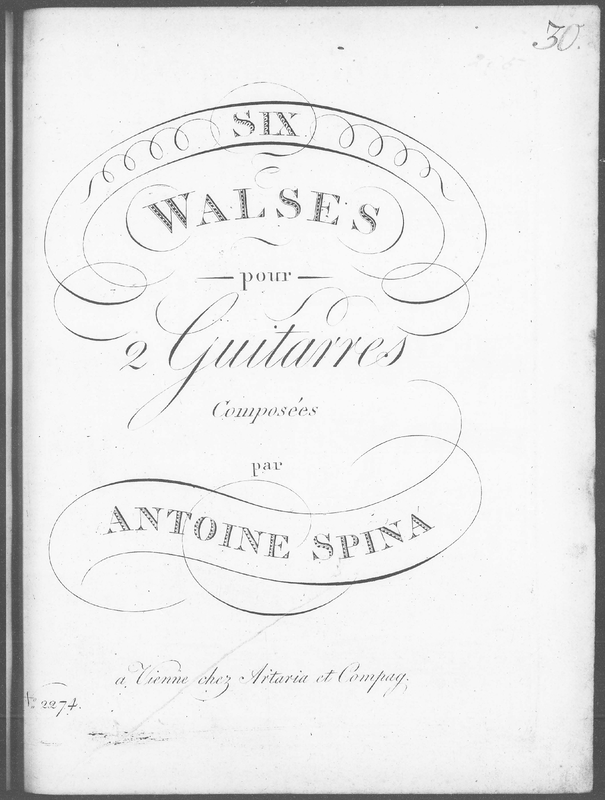 30.
SIX
WALSES
pour
2 Guitarres
Composées
par
ANTOINE SPINA
a Vienne chez Artaria et Compag.
2274.